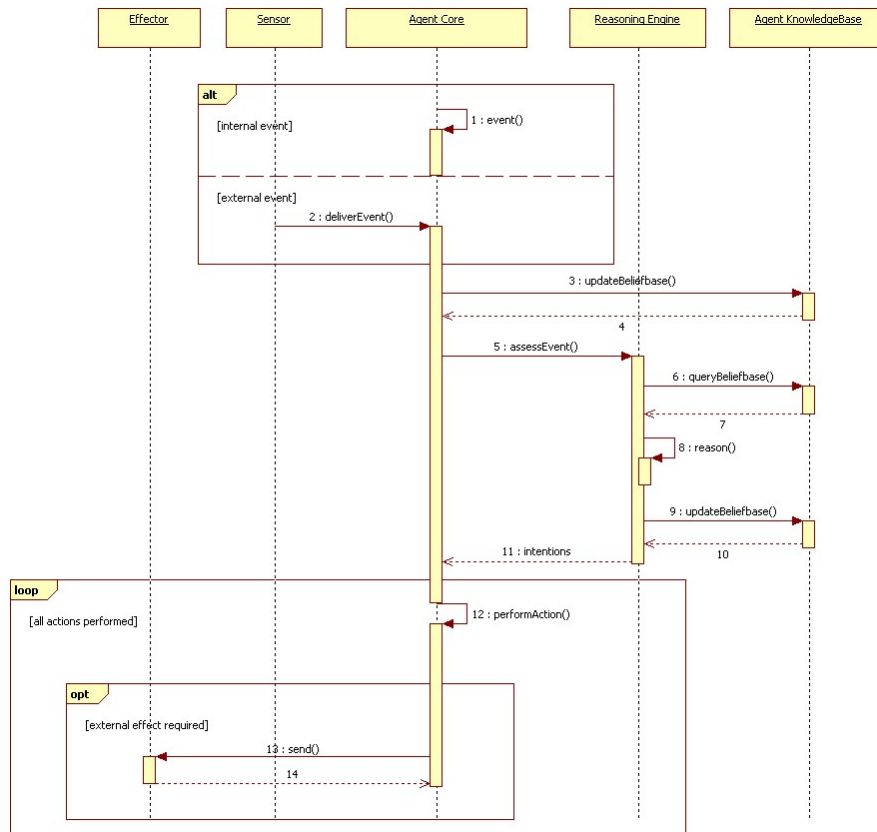 Effector
Sensor
Agent Core
Reasoning Engine
Agent KnowledgeBase
alt
[internal event]
1 : event()
[external event]
2 : deliverEvent()
3 : updateBeliefbase()
4
5 : assessEvent()
6 : queryBeliefbase()
7
8 : reason()
9 : updateBeliefbase()
10
11 : intentions
loop
12 : performAction()
[all actions performed]
opt
[external effect required]
13 : send()
14